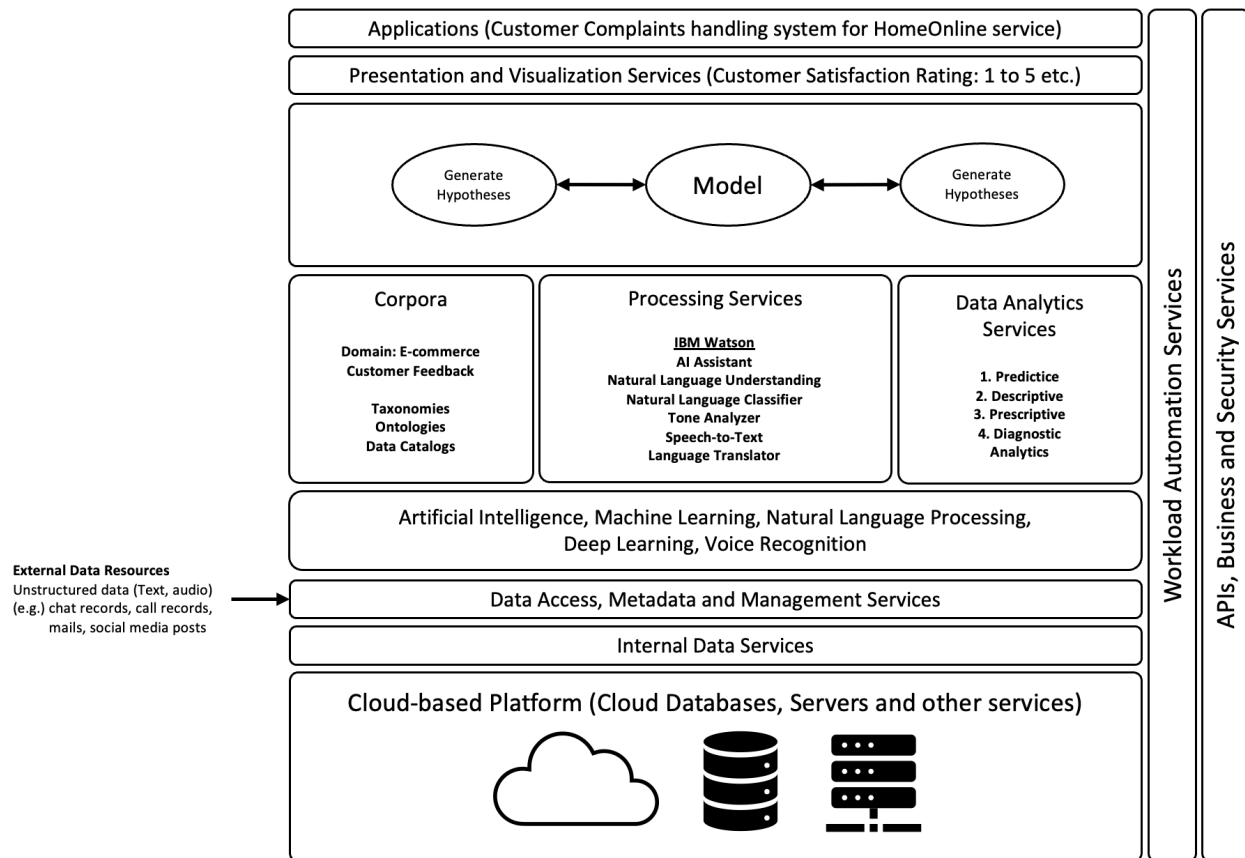 Applications (Customer Complaints handling system for HomeOnline service)
Presentation and Visualization Services (Customer Satisfaction Rating: 1 to 5 etc.)
Generate
Hypotheses
Model
Generate
Hypotheses
Corpora
Domain: E-commerce
Customer Feedback
Taxonomies
Ontologies
Data Catalogs
Processing Services
IBM Watson
AI Assistant
Natural Language Understanding
Natural Language Classifier
Tone Analyzer
Speech-to-Text
Language Translator
Data Analytics
Services
1. Predictice
2. Descriptive
3. Prescriptive
4. Diagnostic
Analytics
Artificial Intelligence, Machine Learning, Natural Language Processing,
Deep Learning, Voice Recognition
External Data Resources
Unstructured data (Text, audio)
(e.g.) chat records, call records,
mails, social media posts
Data Access, Metadata and Management Services
Internal Data Services
Cloud-based Platform (Cloud Databases, Servers and other services)
Workload Automation Services
APIs, Business and Security Services